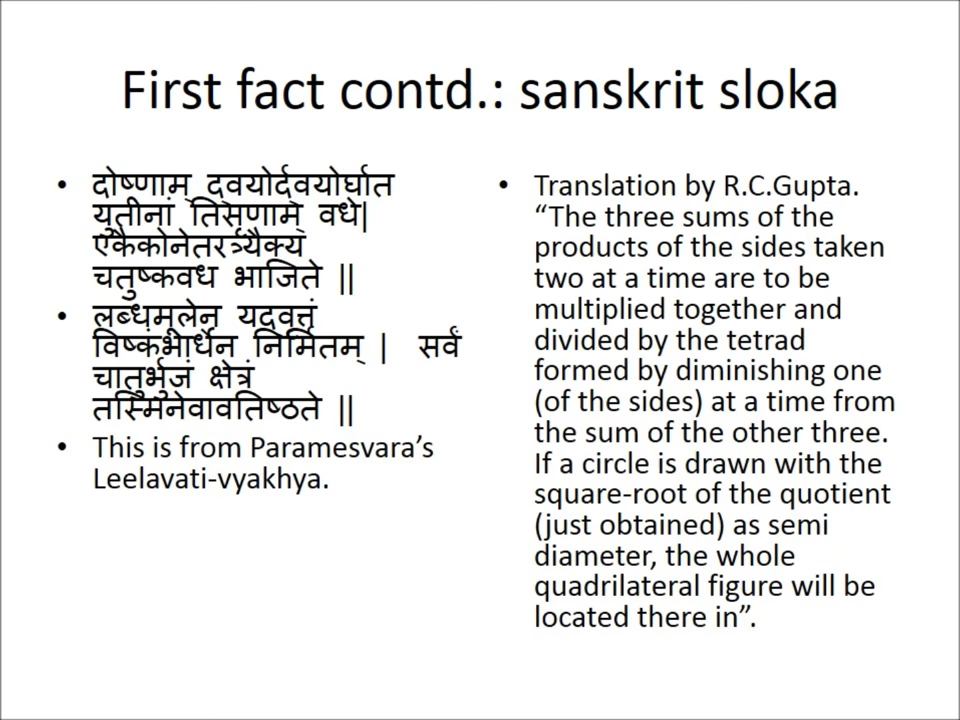 First fact contd.: sanskrit sloka
• दोष्णाम् द्वयोर्द्वयोर्घात
युतीनां तिसृणाम् वधे|
एकैकोनेतरत्र्यैक्य
चतुष्कवध भाजिते ||
• लब्धमूलेन यद्वृत्तं
विष्कंभार्धेन निर्मितम् | सर्वं
चातुर्भुजं क्षेत्रं
तस्मिनेवावतिष्ठते ||
• This is from Paramesvara’s
Leelavati-vyakhya.
• Translation by R.C.Gupta.
“The three sums of the
products of the sides taken
two at a time are to be
multiplied together and
divided by the tetrad
formed by diminishing one
(of the sides) at a time from
the sum of the other three.
If a circle is drawn with the
square-root of the quotient
(just obtained) as semi
diameter, the whole
quadrilateral figure will be
located there in”.